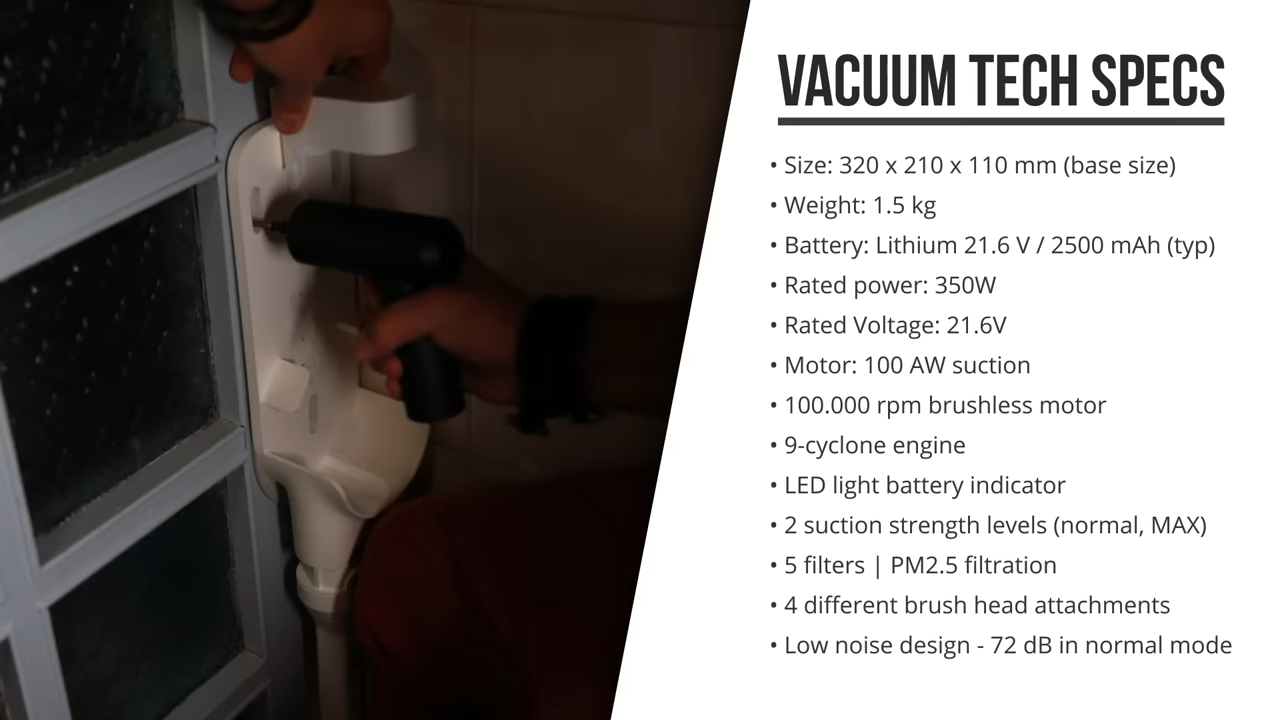 VACUUM TECH SPECS
• Size: 320 x 210 x 110 mm (base size)
• Weight: 1.5 kg
• Battery: Lithium 21.6 V / 2500 mAh (typ)
• Rated power: 350W
• Rated Voltage: 21.6V
• Motor: 100 AW suction
• 100.000 rpm brushless motor
• 9-cyclone engine
• LED light battery indicator
• 2 suction strength levels (normal, MAX)
• 5 filters | PM2.5 filtration
• 4 different brush head attachments
• Low noise design - 72 dB in normal mode